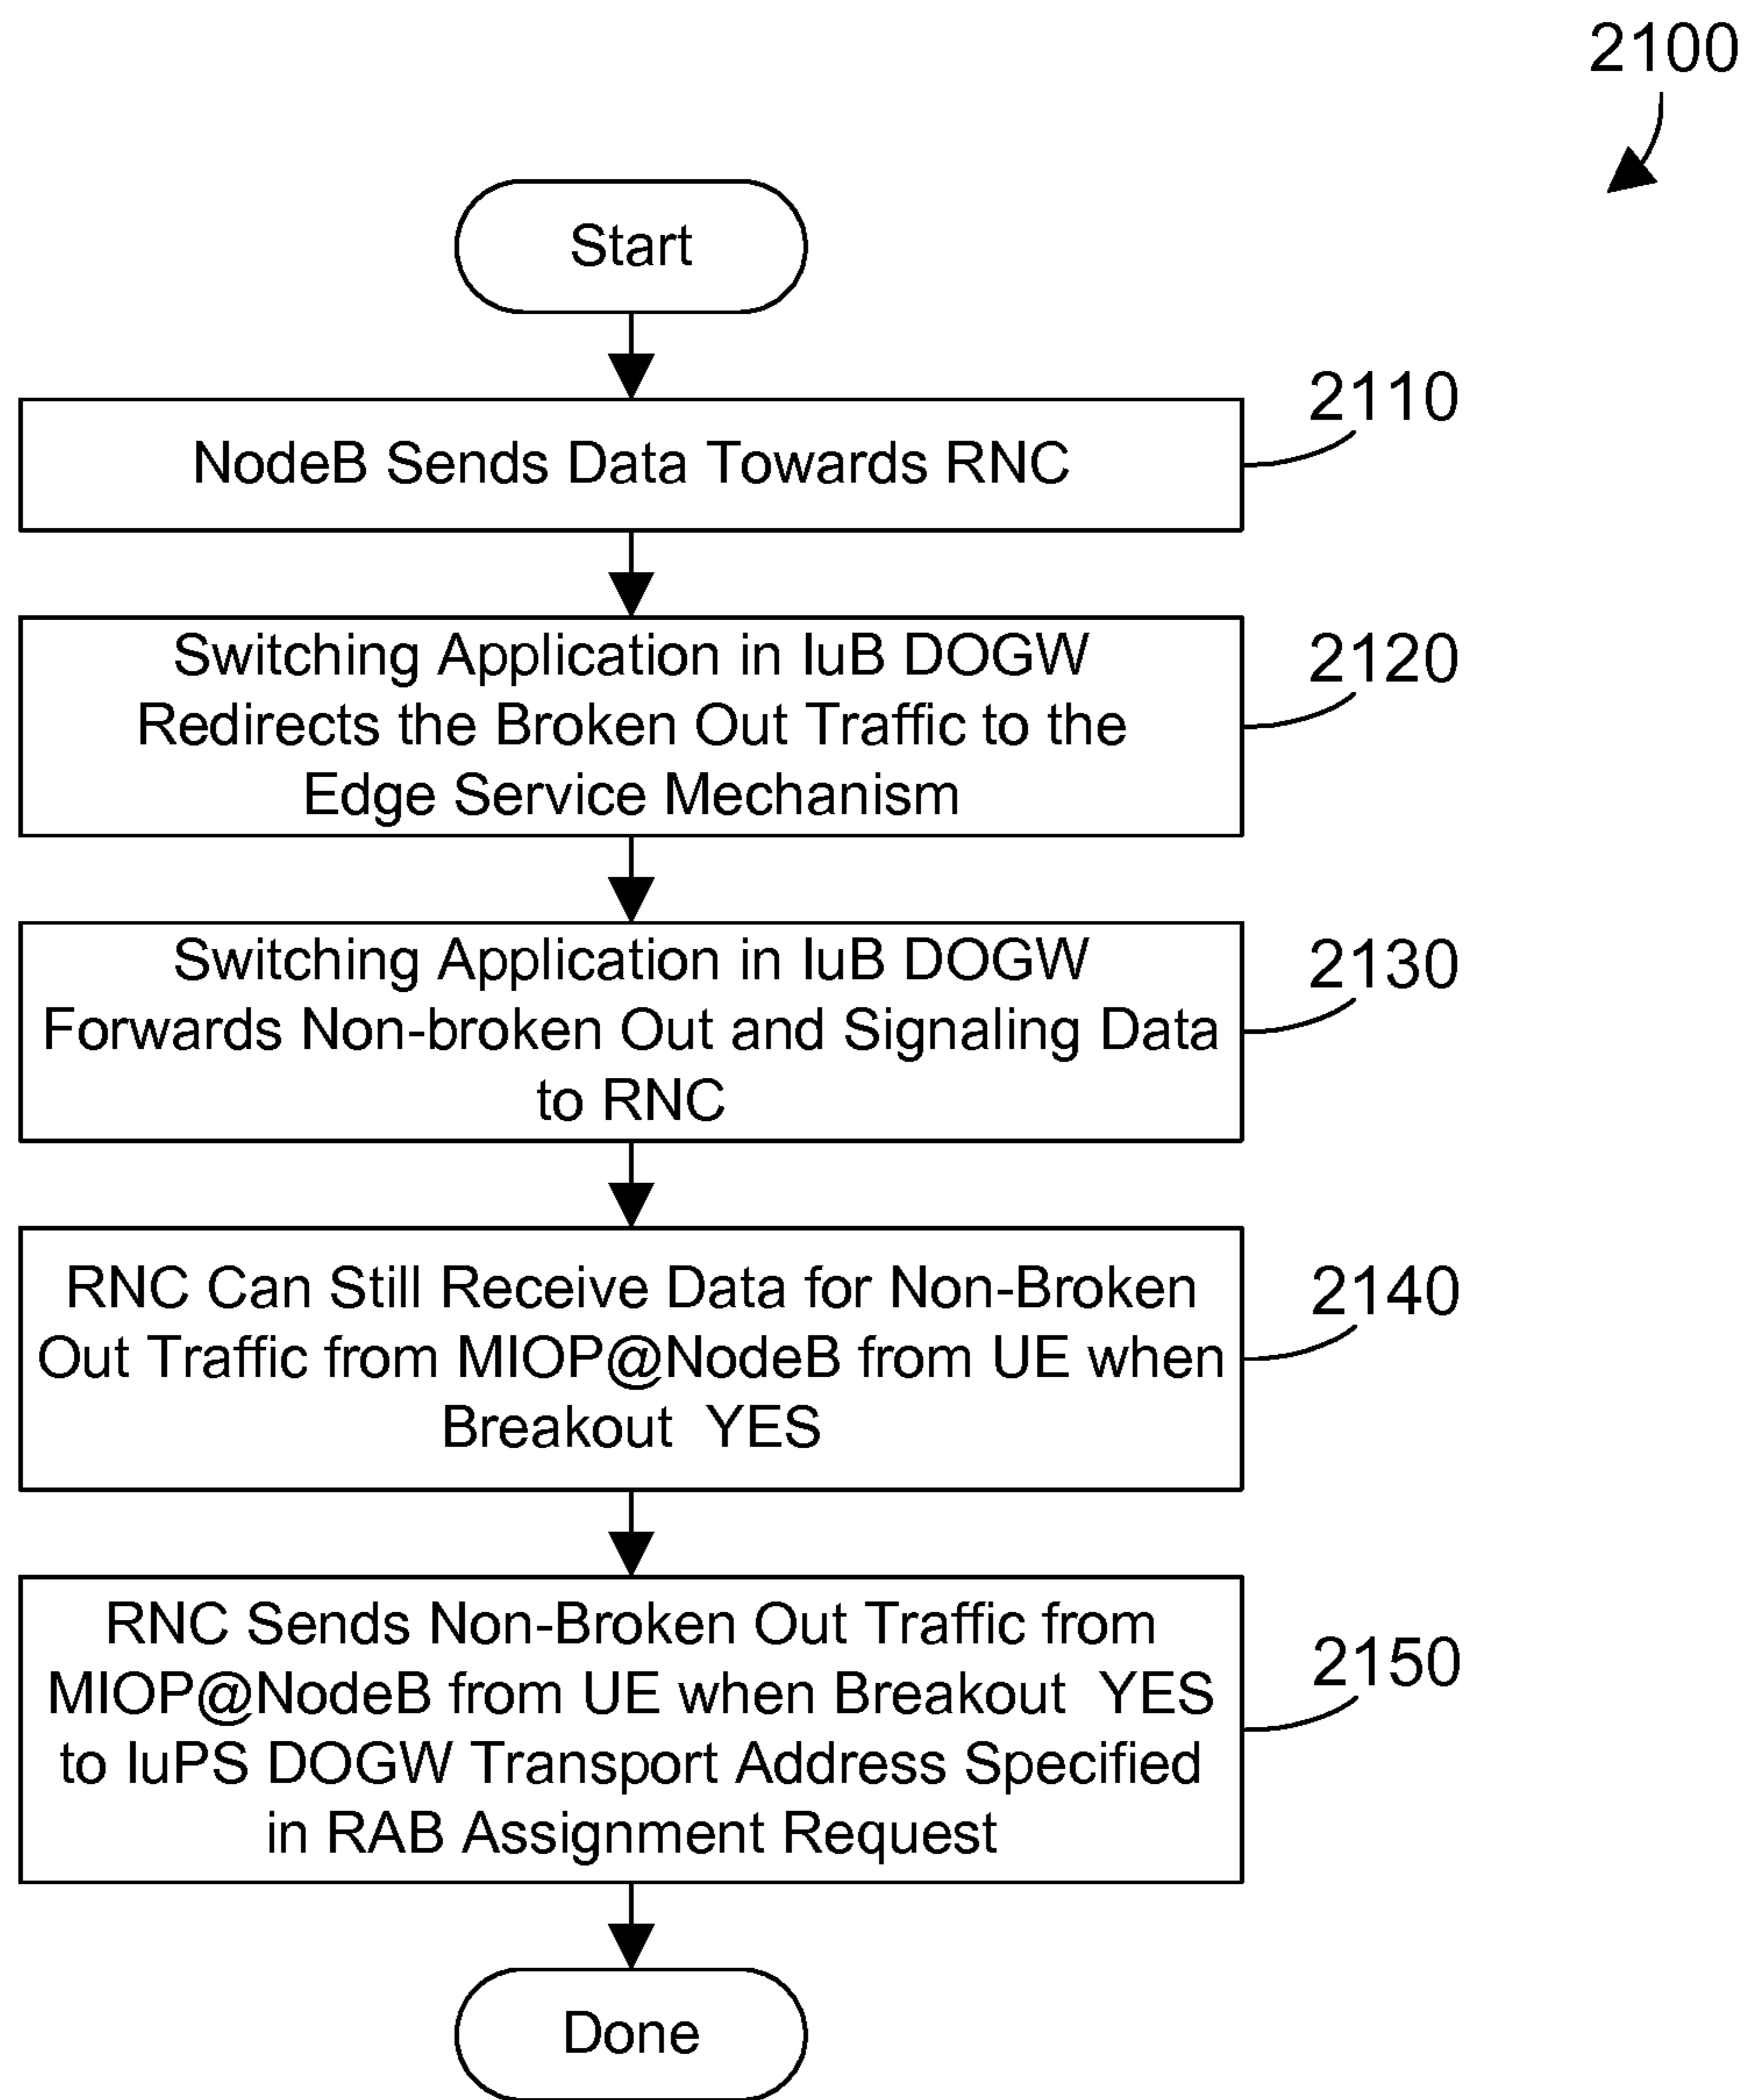 2100
Start
NodeB Sends Data Towards RNC
2110
Switching Application in IuB DOGW
Redirects the Broken Out Traffic to the
Edge Service Mechanism
2120
Switching Application in IuB DOGW
Forwards Non-broken Out and Signaling Data
to RNC
2130
RNC Can Still Receive Data for Non-Broken
Out Traffic from MIOP@NodeB from UE when
Breakout  YES
2140
RNC Sends Non-Broken Out Traffic from
MIOP@NodeB from UE when Breakout  YES
to IuPS DOGW Transport Address Specified
in RAB Assignment Request
2150
Done